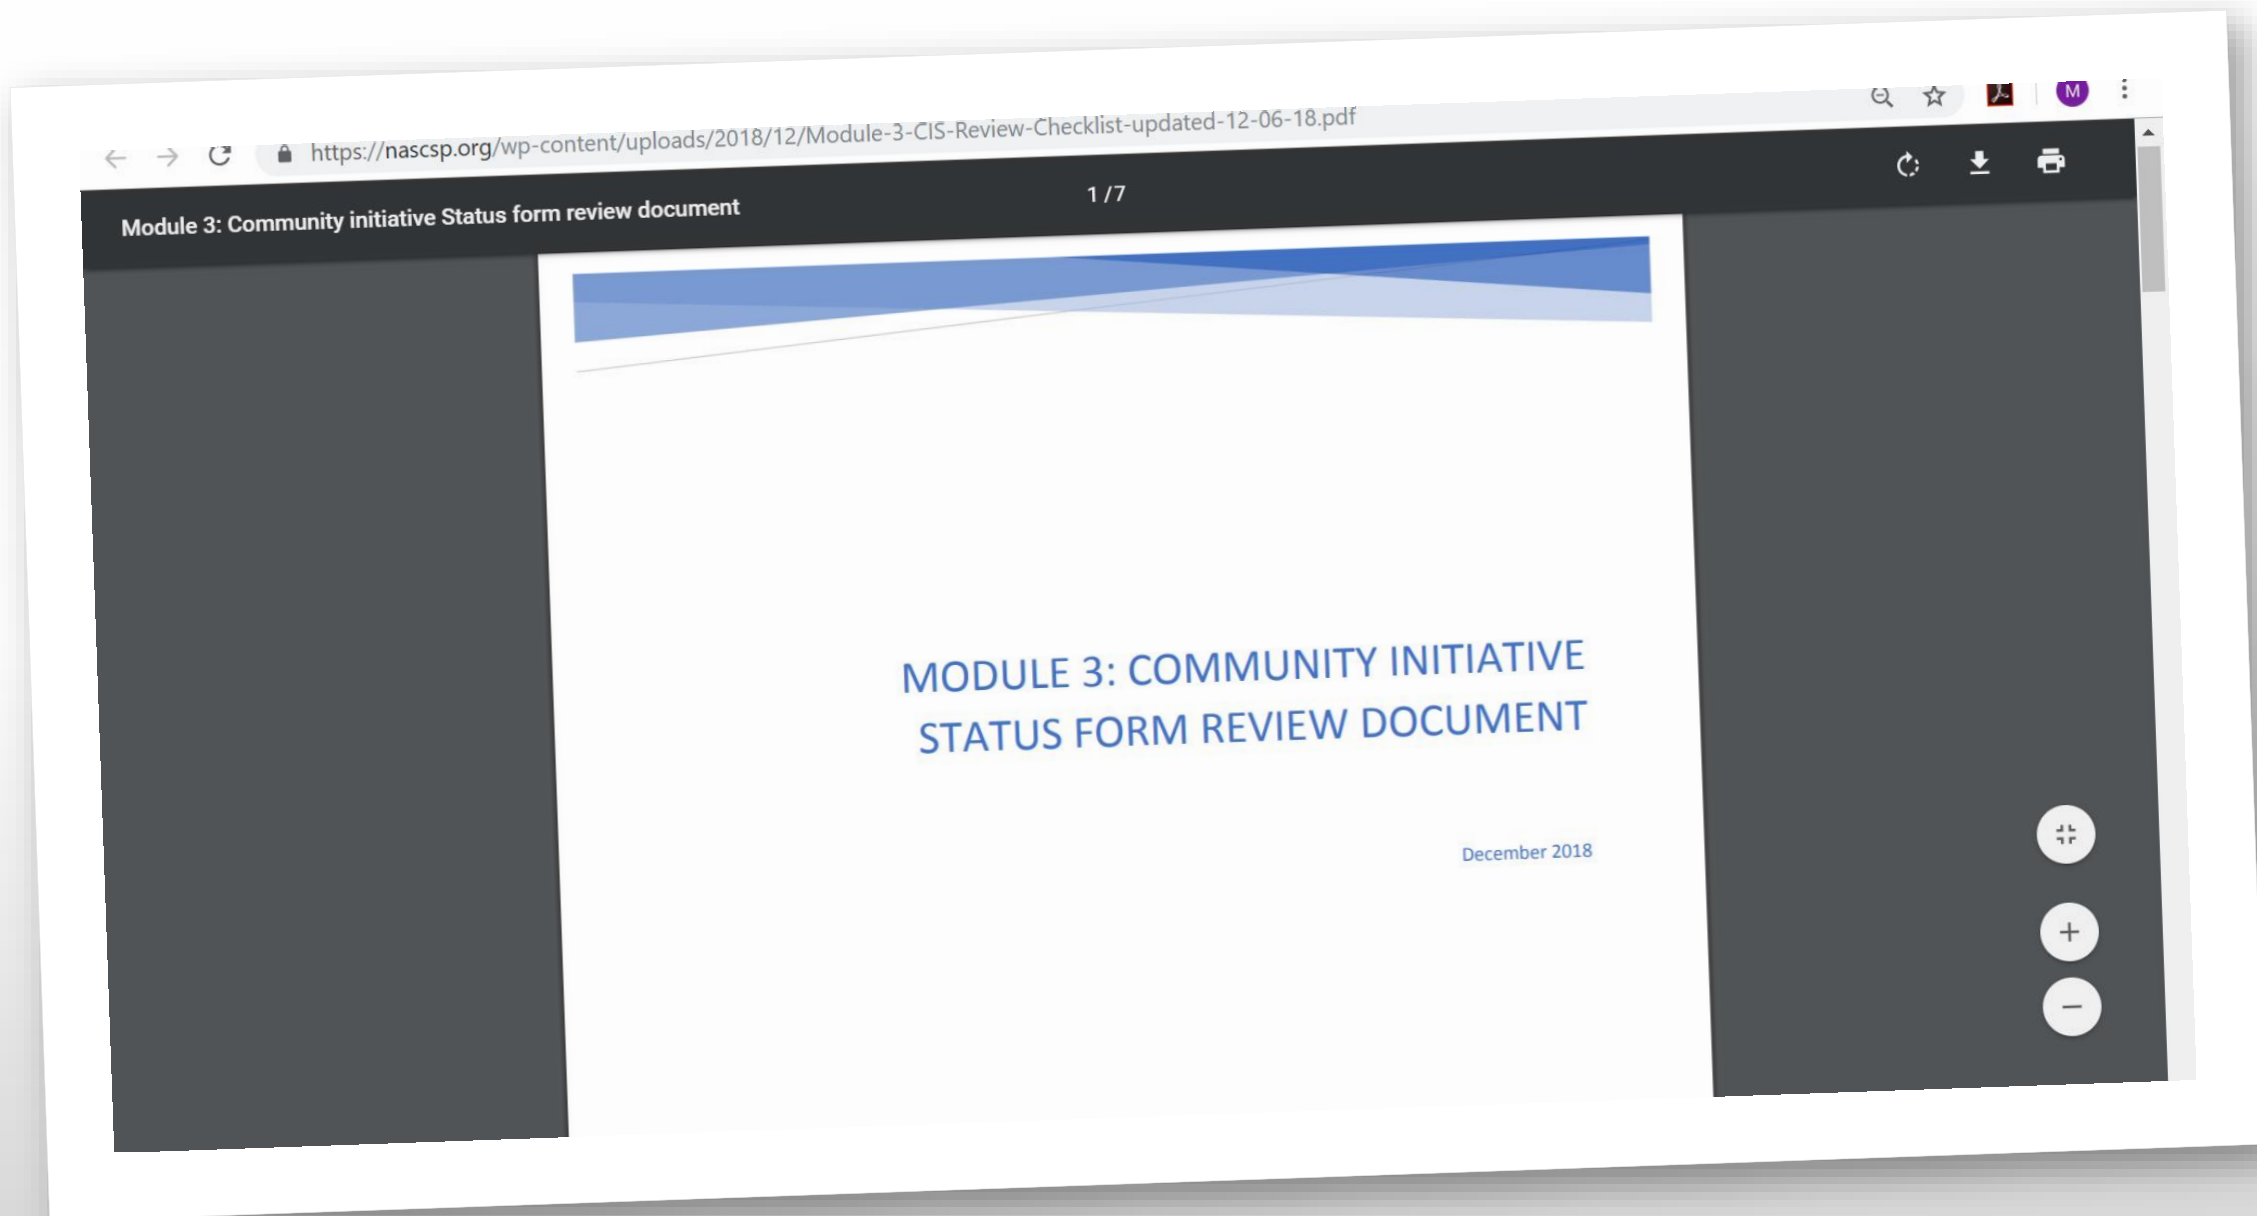 https://nascsp.org/wp-content/uploads/2018/12/Module-3-CIS-Review-Checklist-updated-12-06-18.pdf
M
Module 3: Community initiative Status form review document
1 / 7
MODULE 3: COMMUNITY INITIATIVE
STATUS FORM REVIEW DOCUMENT
December 2018